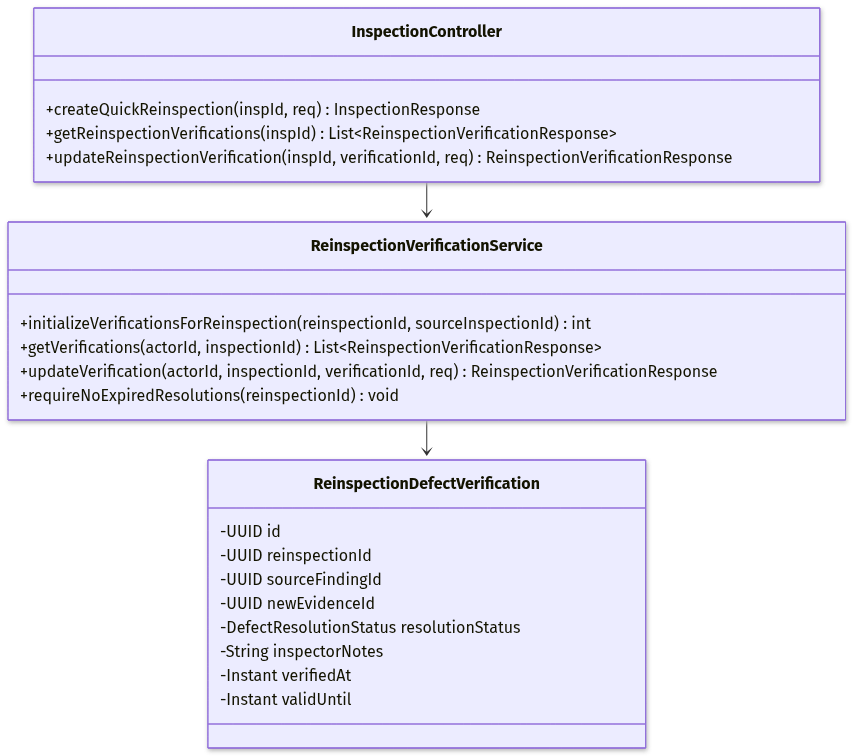 InspectionController
+createQuickReinspection(inspId, req) : InspectionResponse
+getReinspectionVerifications(inspId) : List<ReinspectionVerificationResponse>
+updateReinspectionVerification(inspId, verificationId, req) : ReinspectionVerificationResponse
ReinspectionVerificationService
+initializeVerificationsForReinspection(reinspectionId, sourceInspectionId) : int
+getVerifications(actorId, inspectionId) : List<ReinspectionVerificationResponse>
+updateVerification(actorId, inspectionId, verificationId, req) : ReinspectionVerificationResponse
+requireNoExpiredResolutions(reinspectionId) : void
ReinspectionDefectVerification
-UUID id
-UUID reinspectionId
-UUID sourceFindingId
-UUID newEvidenceId
-DefectResolutionStatus resolutionStatus
-String inspectorNotes
-Instant verifiedAt
-Instant validUntil